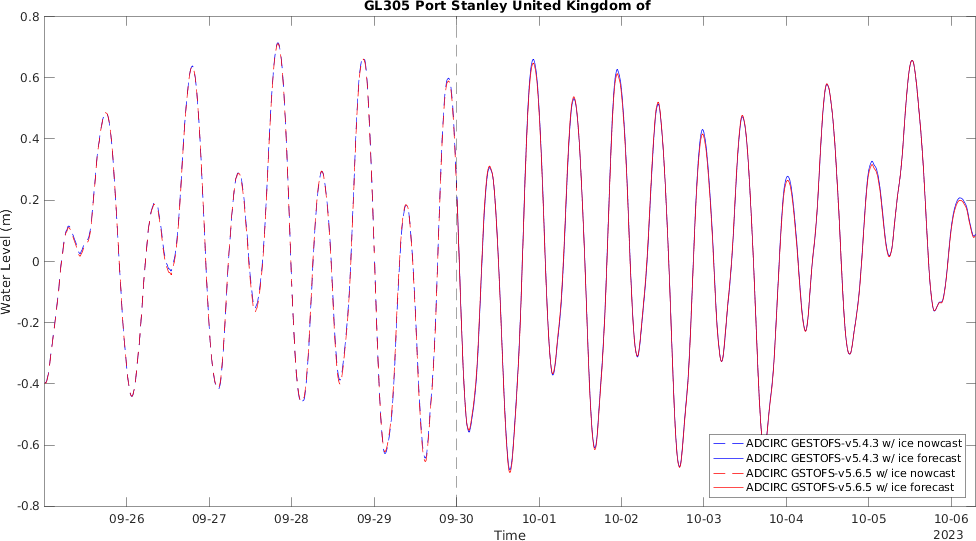 GL305 Port Stanley United Kingdom of
0.8
0.6
0.4
0.2
0
-0.2
-0.4
-0.6
-0.8
Water Level (m)
ADCIRC GESTOFS-v5.4.3 w/ ice nowcast
ADCIRC GESTOFS-v5.4.3 w/ ice forecast
ADCIRC GSTOFS-v5.6.5 w/ ice nowcast
ADCIRC GSTOFS-v5.6.5 w/ ice forecast
09-26 09-27 09-28 09-29 09-30 10-01 10-02 10-03 10-04 10-05 10-06
Time 2023